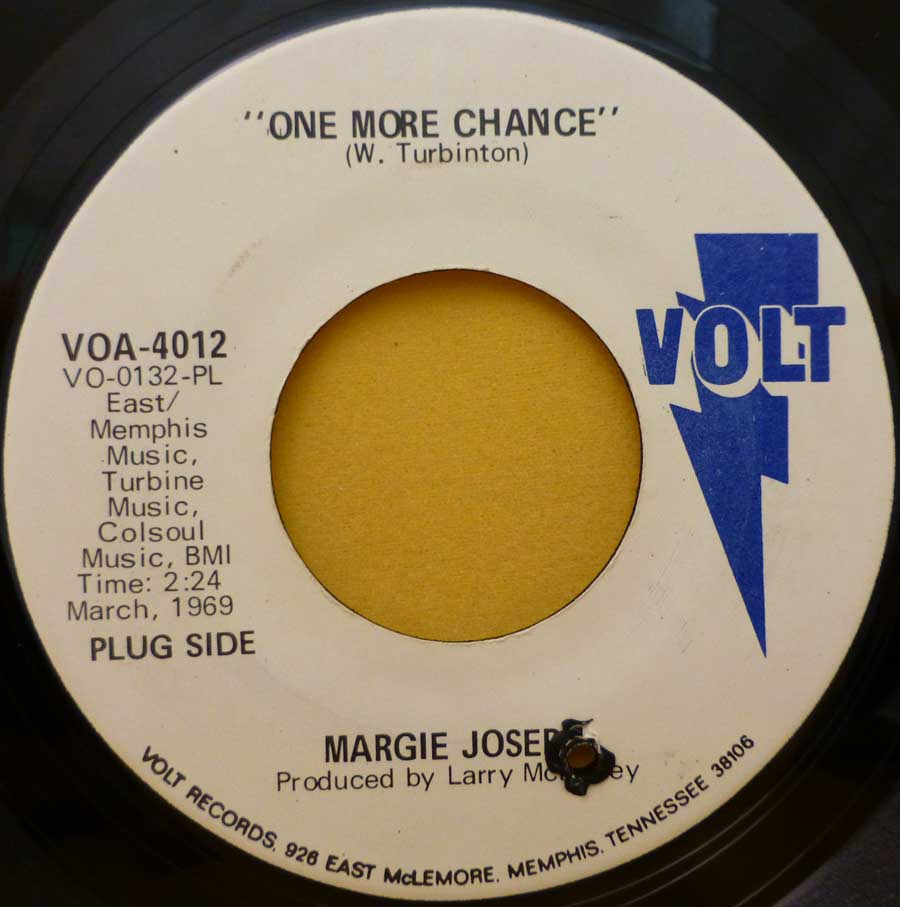 "ONE MORE CHANCE"
(W. Turbinton)
VOLT
VOA-4012
VO-0132-PL
East/
Memphis
Music,
Turbine
Music,
Colsoul
Music, BMI
Time: 2:24
March, 1969
PLUG SIDE
MARGIE
Produced by Larry
VOLT RECORDS, 926 EAST McLEMORE, MEMPHIS, TENNESSEE 38106